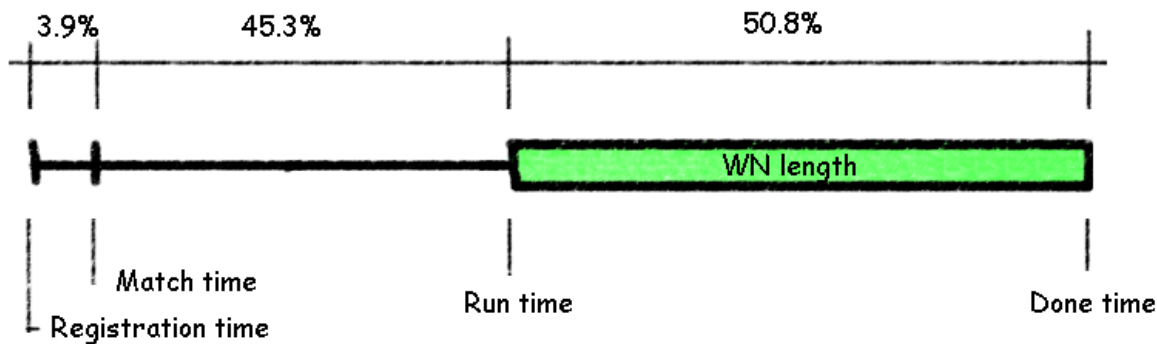 3.9%
45.3%
50.8%
WN length
Match time
Run time
Done time
Registration time